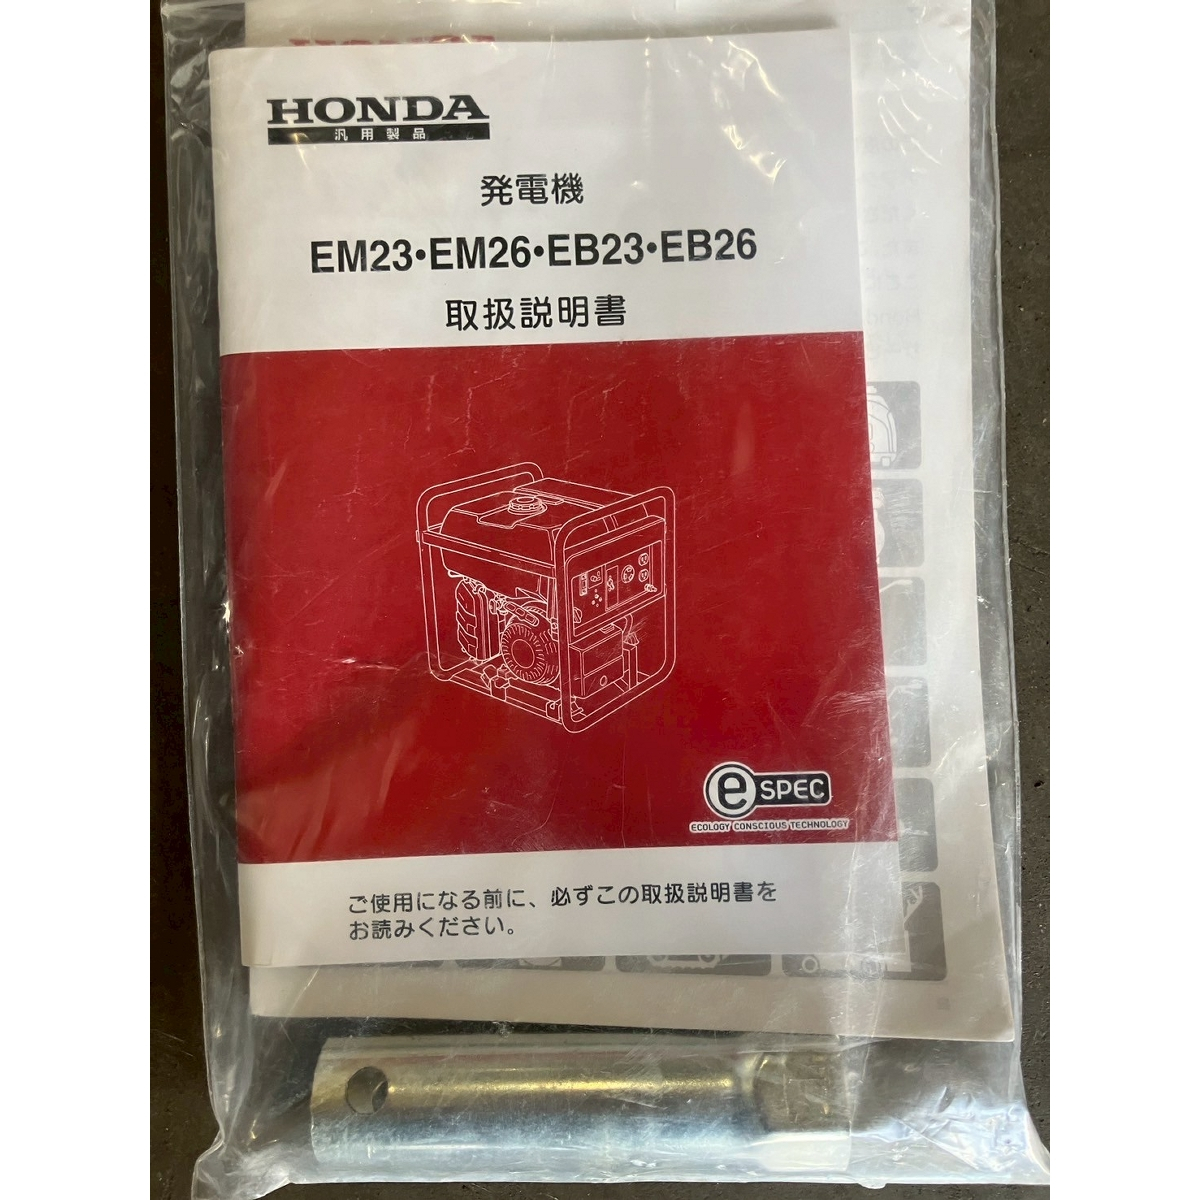 HONDA
HONDA
汎用製品
発電機
EM23・EM26・EB23・EB26
取扱説明書
e SPEC
ECOLOGY CONSCIOUS TECHNOLOGY
ご使用になる前に、必ずこの取扱説明書を
お読みください。